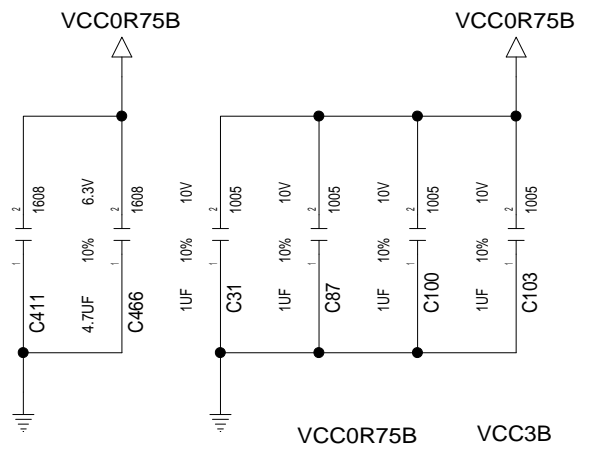 VCC0R75B
VCC0R75B
2
1608
1
C411
6.3V
10%
4.7UF
2
1608
1
C466
10V
10%
1UF
2
1005
1
C31
10V
10%
1UF
2
1005
1
C87
10V
10%
1UF
2
1005
1
C100
10V
10%
1UF
2
1005
1
C103
VCC0R75B
VCC3B